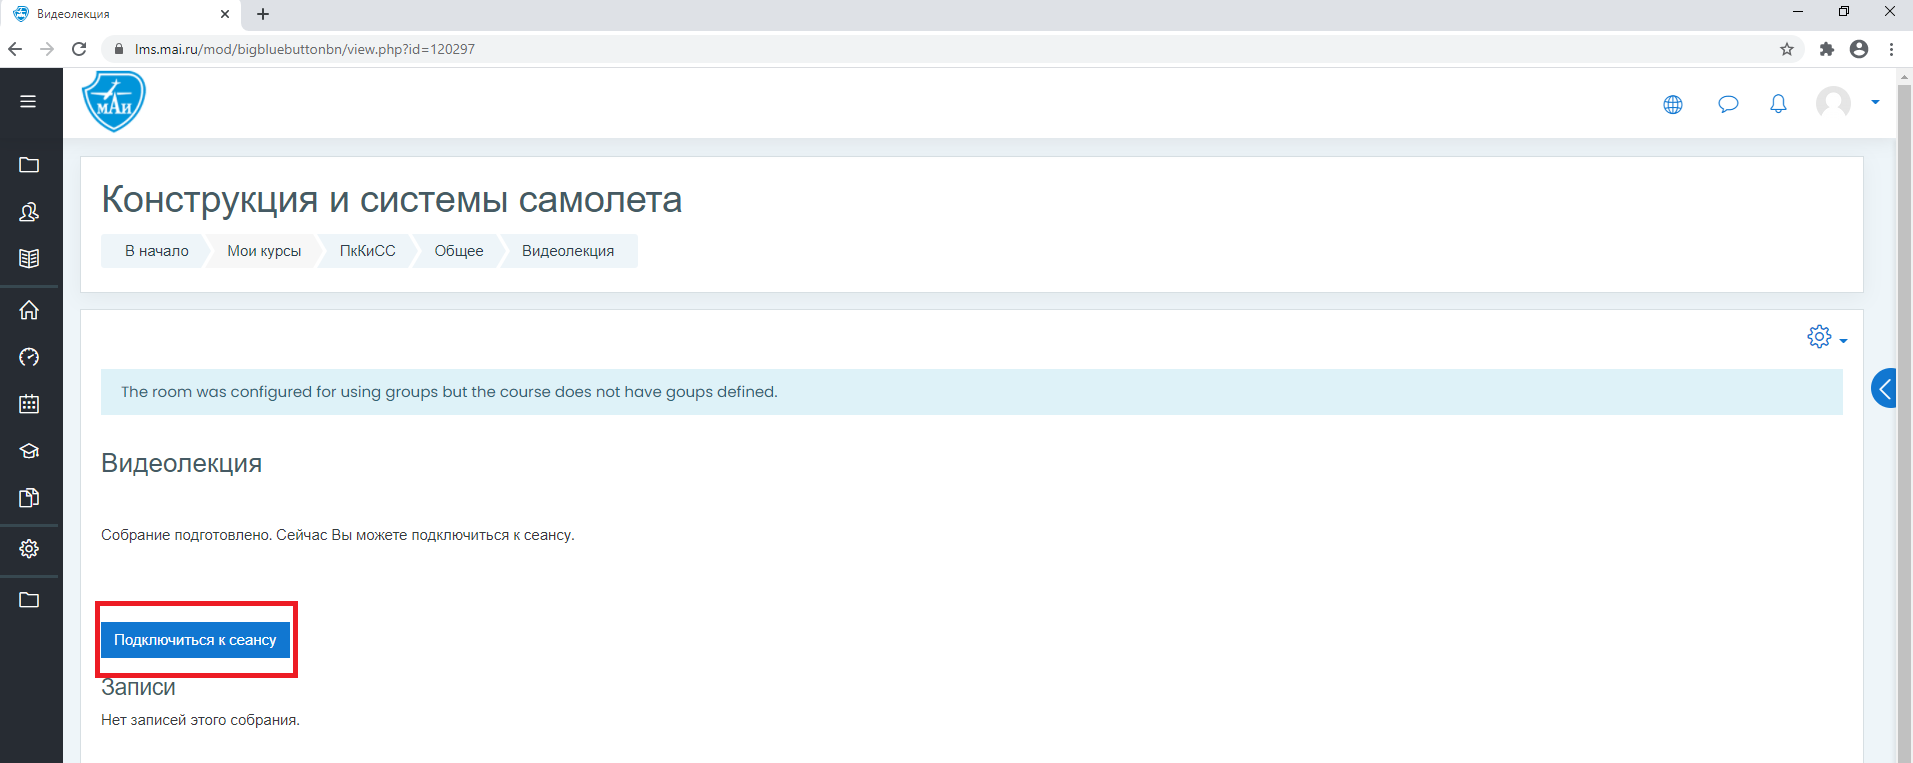 Видеолекция
lms.mai.ru/mod/bigbluebuttonbn/view.php?id=120297
МАИ
Конструкция и системы самолета
В начало Мои курсы ПкКиСС Общее Видеолекция
The room was configured for using groups but the course does not have goups defined.
Видеолекция
Собрание подготовлено. Сейчас Вы можете подключиться к сеансу.
Подключиться к сеансу
Записи
Нет записей этого собрания.